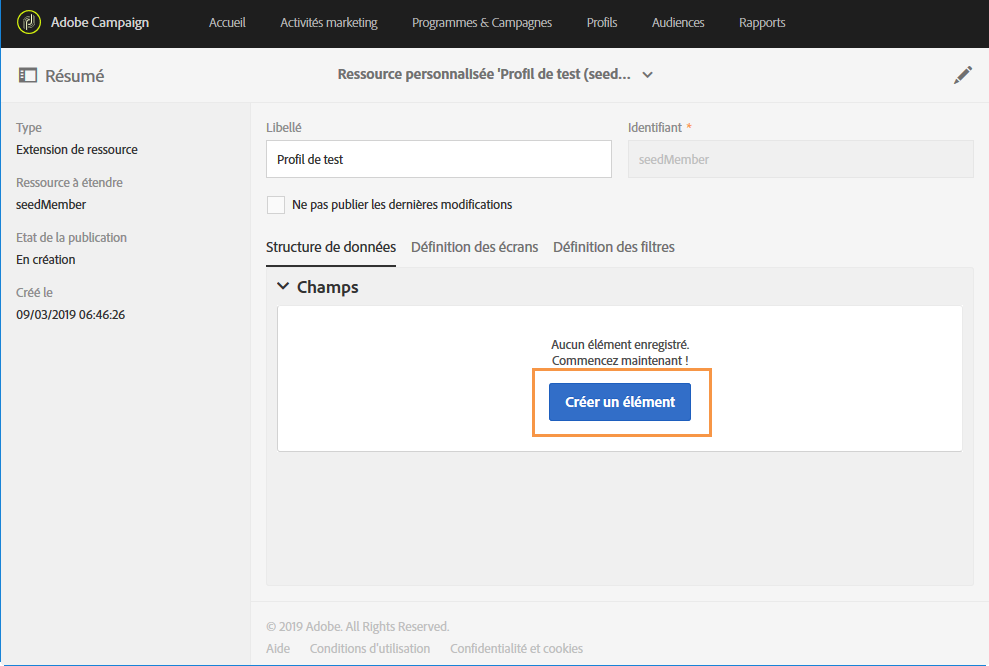 Adobe Campaign Accueil Activités marketing Programmes & Campagnes Profils Audiences Rapports
Résumé Ressource personnalisée 'Profil de test (seed...
Type
Extension de ressource
Ressource à étendre
seedMember
Etat de la publication
En création
Créé le
09/03/2019 06:46:26
Libellé Identifiant *
Profil de test seedMember
Ne pas publier les dernières modifications
Structure de données Définition des écrans Définition des filtres
Champs
Aucun élément enregistré.
Commencez maintenant !
Créer un élément
© 2019 Adobe. All Rights Reserved.
Aide Conditions d'utilisation Confidentialité et cookies